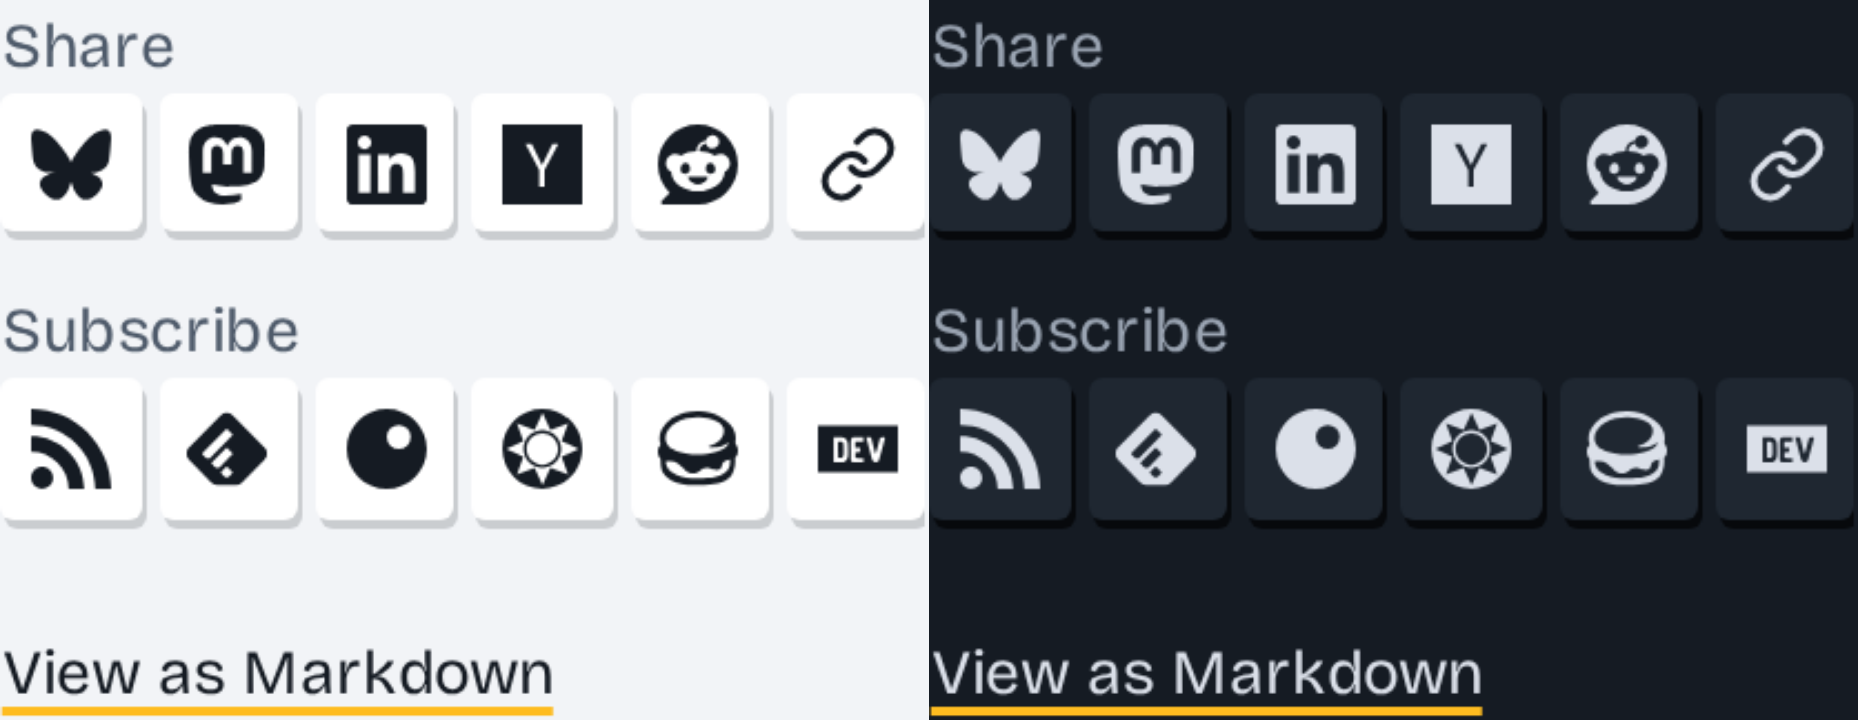 Share
in Y
Subscribe
DEV
View as Markdown
Share
in Y
Subscribe
DEV
View as Markdown